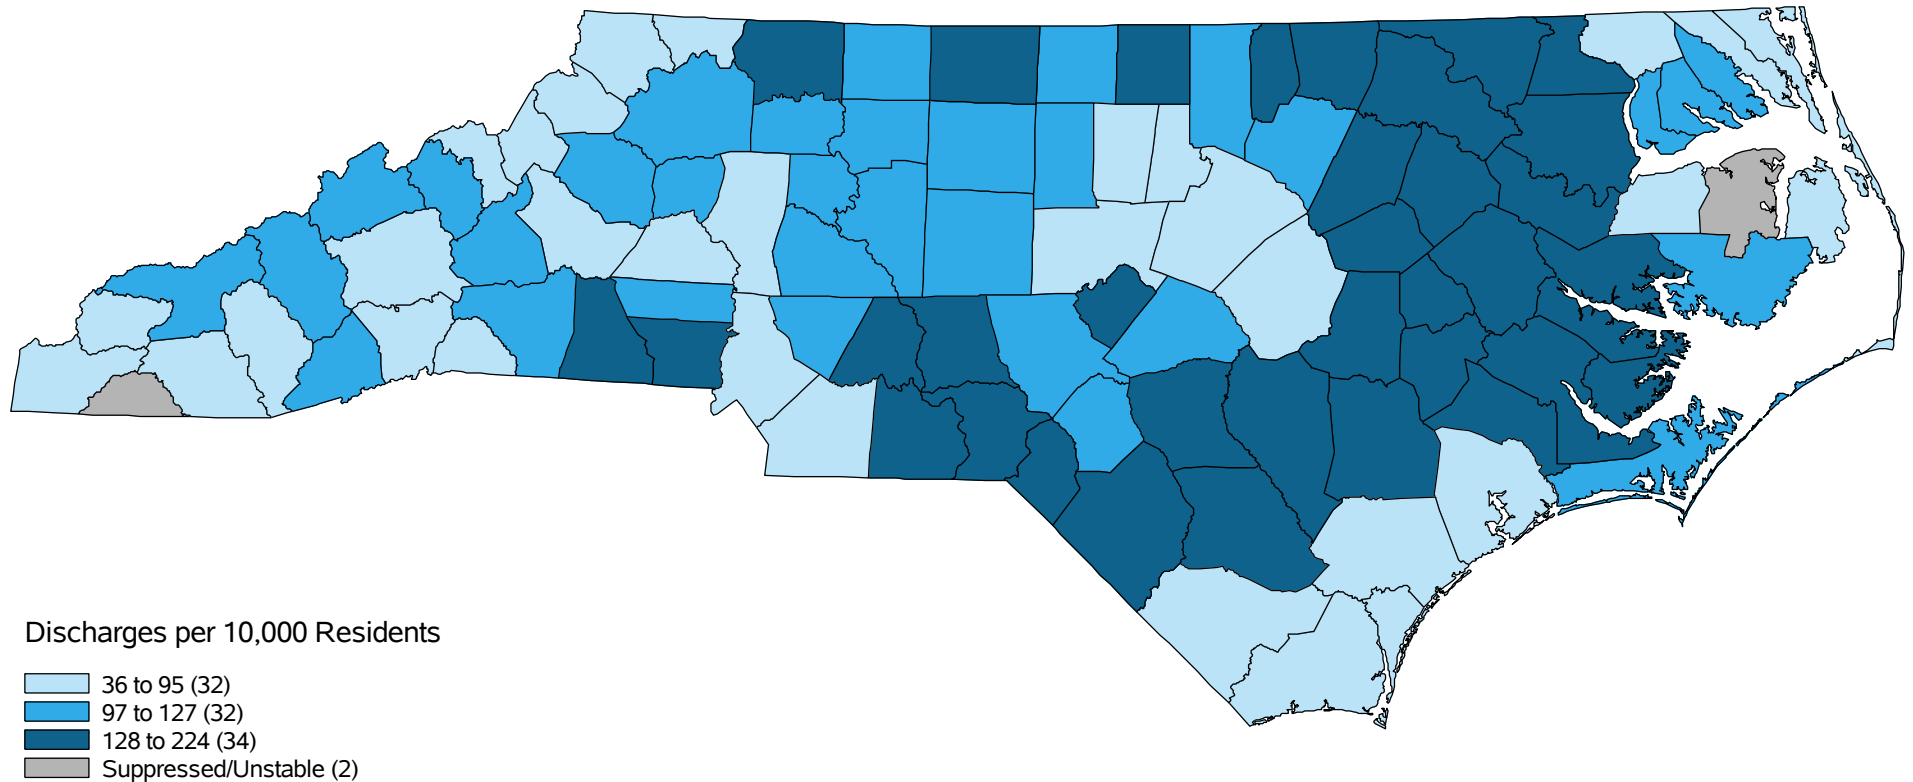 Discharges per 10,000 Residents
36 to 95 (32)
97 to 127 (32)
128 to 224 (34)
Suppressed/Unstable (2)